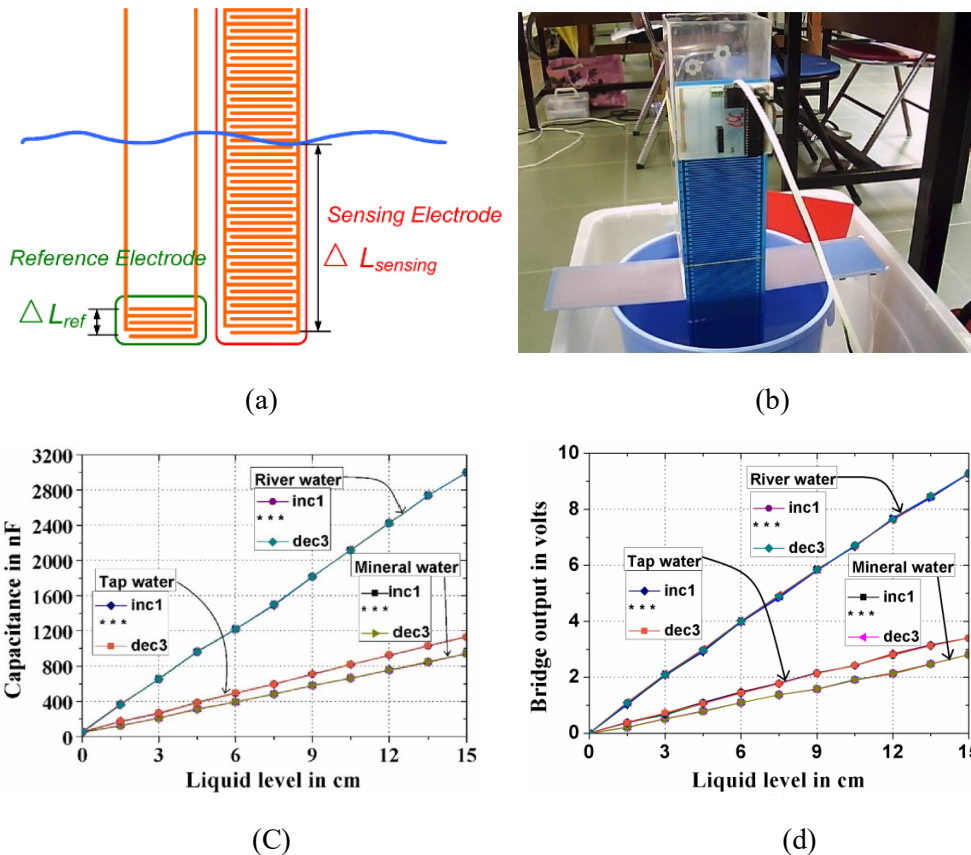 Sensing Electrode
△ Lsensing
Reference Electrode
△ Lref
(a)
(b)
3200
2800
2400
2000
1600
1200
800
400
0
0
3
6
9
12
15
Capacitance in nF
Liquid level in cm
River water
inc1
***
dec3
Tap water
inc1
***
dec3
Mineral water
inc1
***
dec3
(C)
10
8
6
4
2
0
0
3
6
9
12
15
Bridge output in volts
Liquid level in cm
River water
inc1
***
dec3
Tap water
inc1
***
dec3
Mineral water
inc1
***
dec3
(d)